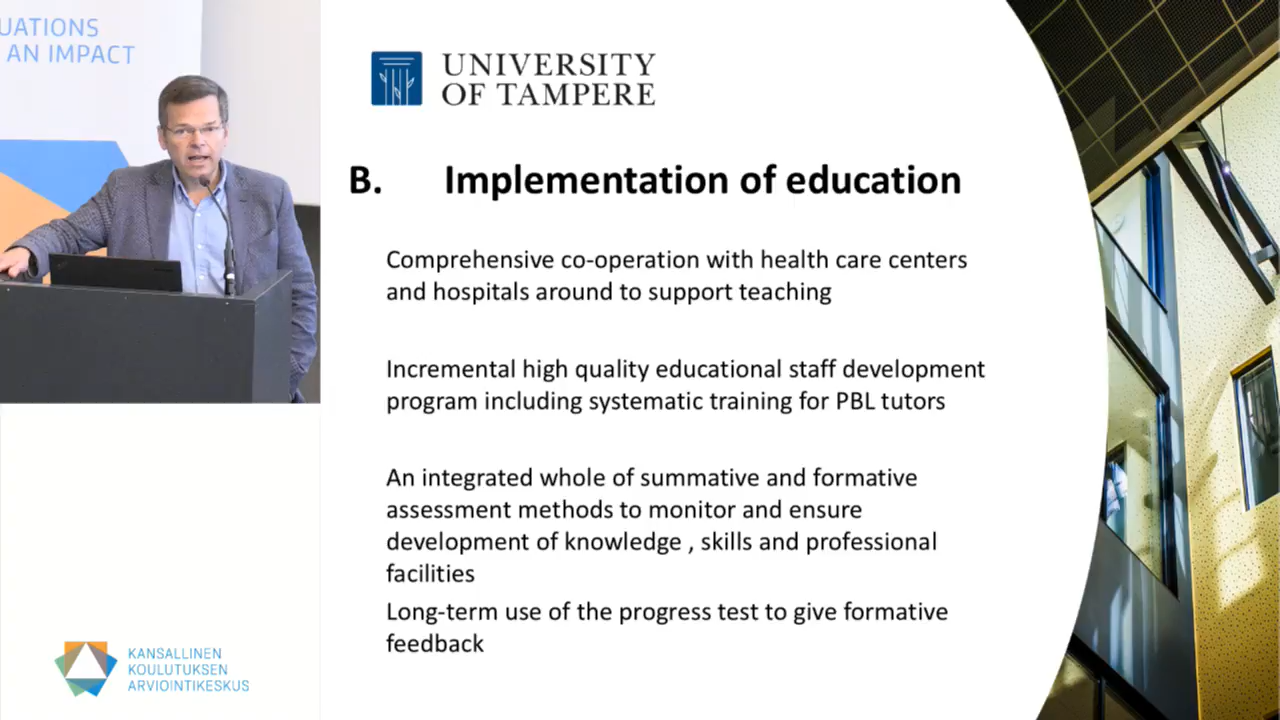 UATIONS
AN IMPACT
UNIVERSITY
OF TAMPERE
B. Implementation of education
Comprehensive co-operation with health care centers
and hospitals around to support teaching
Incremental high quality educational staff development
program including systematic training for PBL tutors
An integrated whole of summative and formative
assessment methods to monitor and ensure
development of knowledge , skills and professional
facilities
Long-term use of the progress test to give formative
feedback
KANSALLINEN
KOULUTUKSEN
ARVIOINTIKESKUS